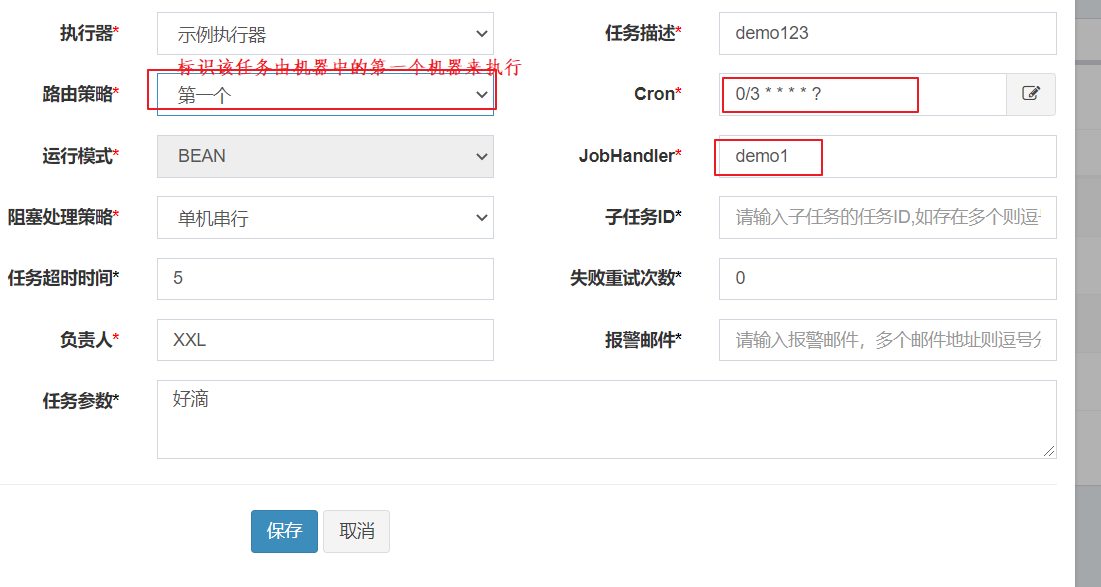 执行器* 示例执行器 任务描述* demo123
标识该任务由机器中的第一个机器来执行
路由策略* 第一个 Cron* 0/3 * * * * ?
运行模式* BEAN JobHandler* demo1
阻塞处理策略* 单机串行 子任务ID* 请输入子任务的任务ID,如存在多个则逗
任务超时时间* 5 失败重试次数* 0
负责人* XXL 报警邮件* 请输入报警邮件，多个邮件地址则逗号分
任务参数* 好滴
保存 取消